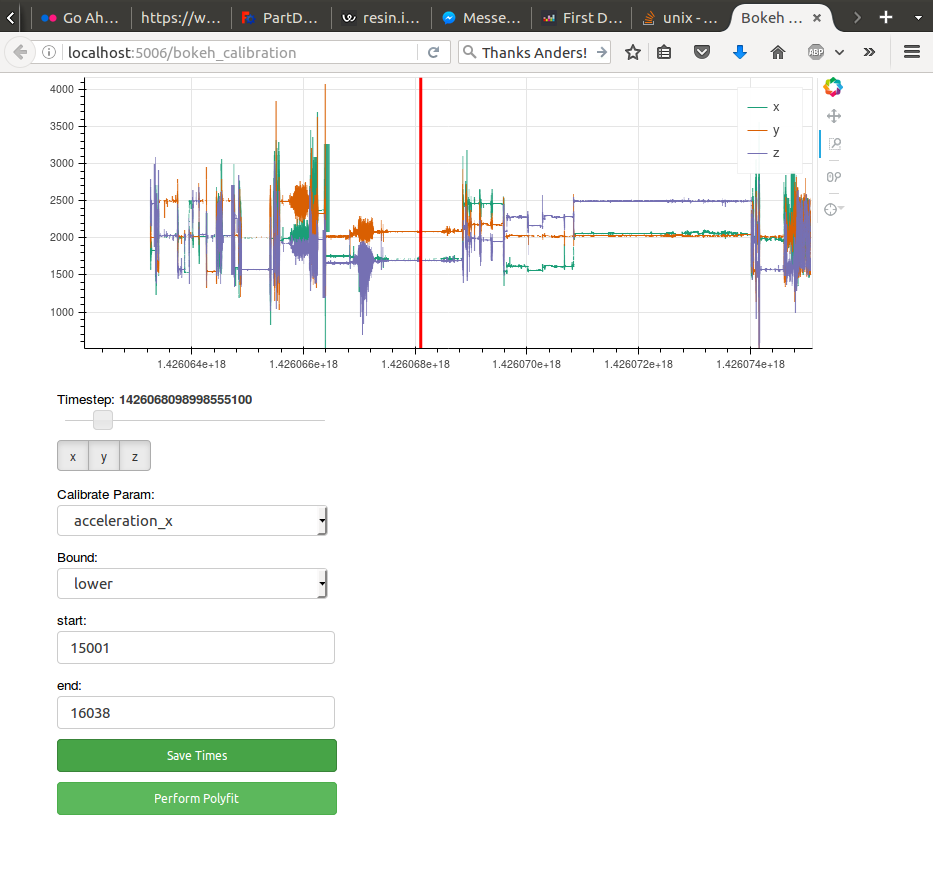 Go Ah...
https://w...
PartD...
resin.i...
Messe...
First D...
unix - ...
Bokeh ...
localhost:5006/bokeh_calibration
Thanks Anders!
ABP
4000
3500
3000
2500
2000
1500
1000
x
y
z
1.426064e+18
1.426066e+18
1.426068e+18
1.426070e+18
1.426072e+18
1.426074e+18
Timestep: 1426068098998555100
x y z
Calibrate Param:
acceleration_x
Bound:
lower
start:
15001
end:
16038
Save Times
Perform Polyfit